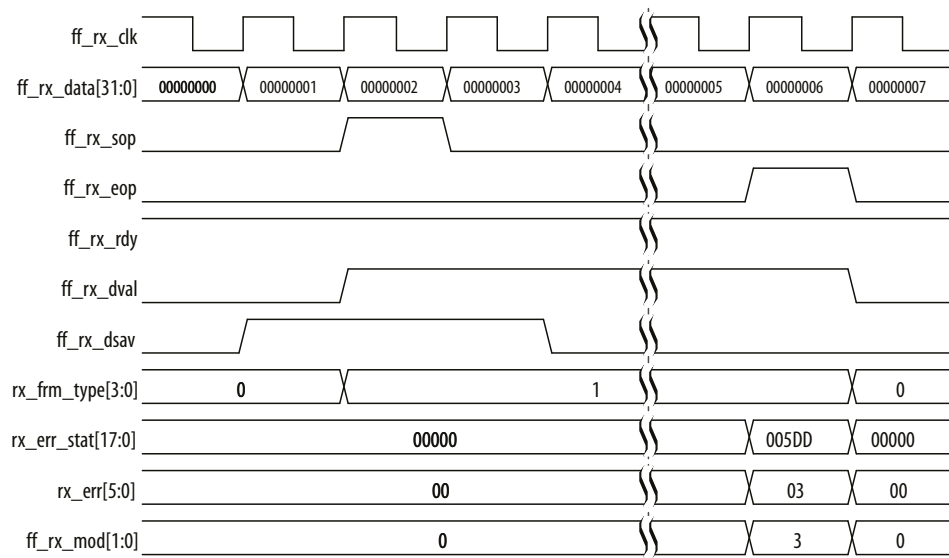 ff_rx_clk
ff_rx_data[31:0] 00000000 00000001 00000002 00000003 00000004 00000005 00000006 00000007
ff_rx_sop
ff_rx_eop
ff_rx_rdy
ff_rx_dval
ff_rx_dsav
rx_frm_type[3:0] 0 1 0
rx_err_stat[17:0] 00000 005DD 00000
rx_err[5:0] 00 03 00
ff_rx_mod[1:0] 0 3 0